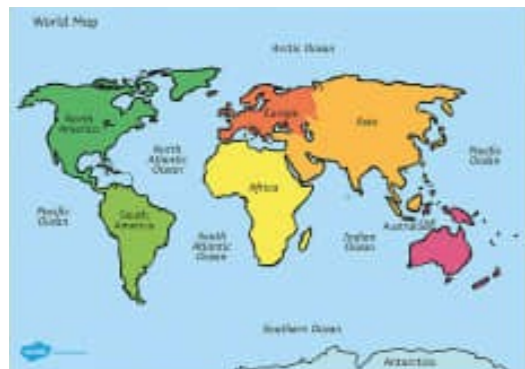 World Map
Arctic Ocean
North
America
Europe
Asia
North
Atlantic
Ocean
Pacific
Ocean
Africa
Pacific
Ocean
South
America
South
Atlantic
Ocean
Indian
Ocean
Australasia
Southern Ocean
Antarctica